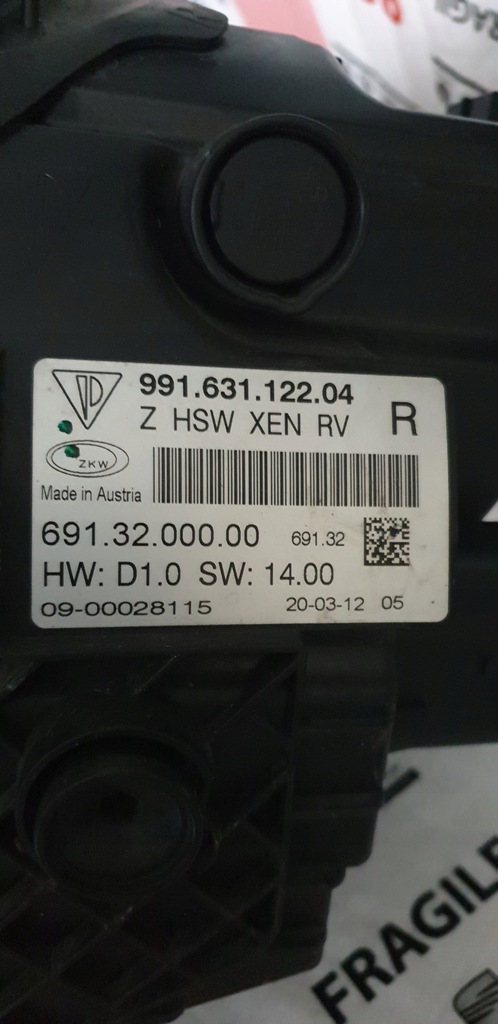 FRAGIL
991.631.122.04
Z HSW XEN RV
R
ZKW
Made in Austria
691.32.000.00
691.32
HW: D1.0 SW: 14.00
09-00028115
20-03-12 05
FRAGILE